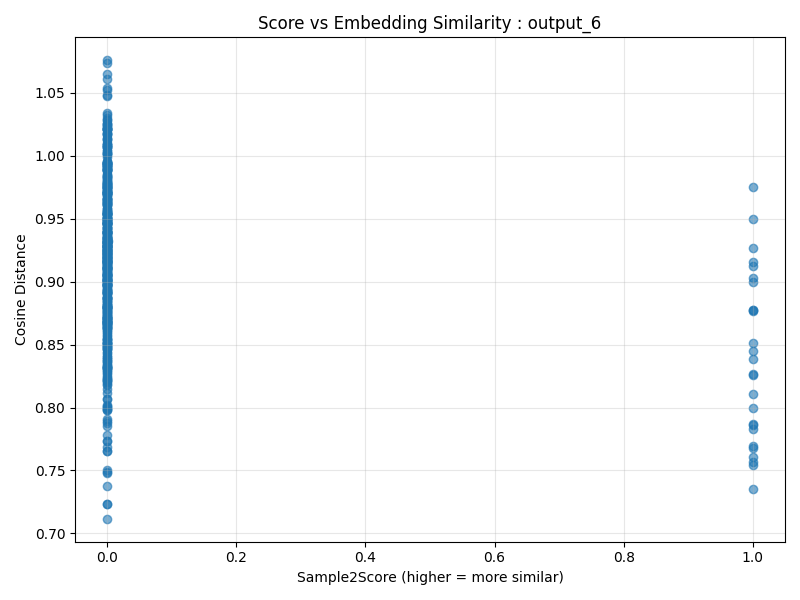 Score vs Embedding Similarity : output_6
Cosine Distance
1.05
1.00
0.95
0.90
0.85
0.80
0.75
0.70
0.0 0.2 0.4 0.6 0.8 1.0
Sample2Score (higher = more similar)